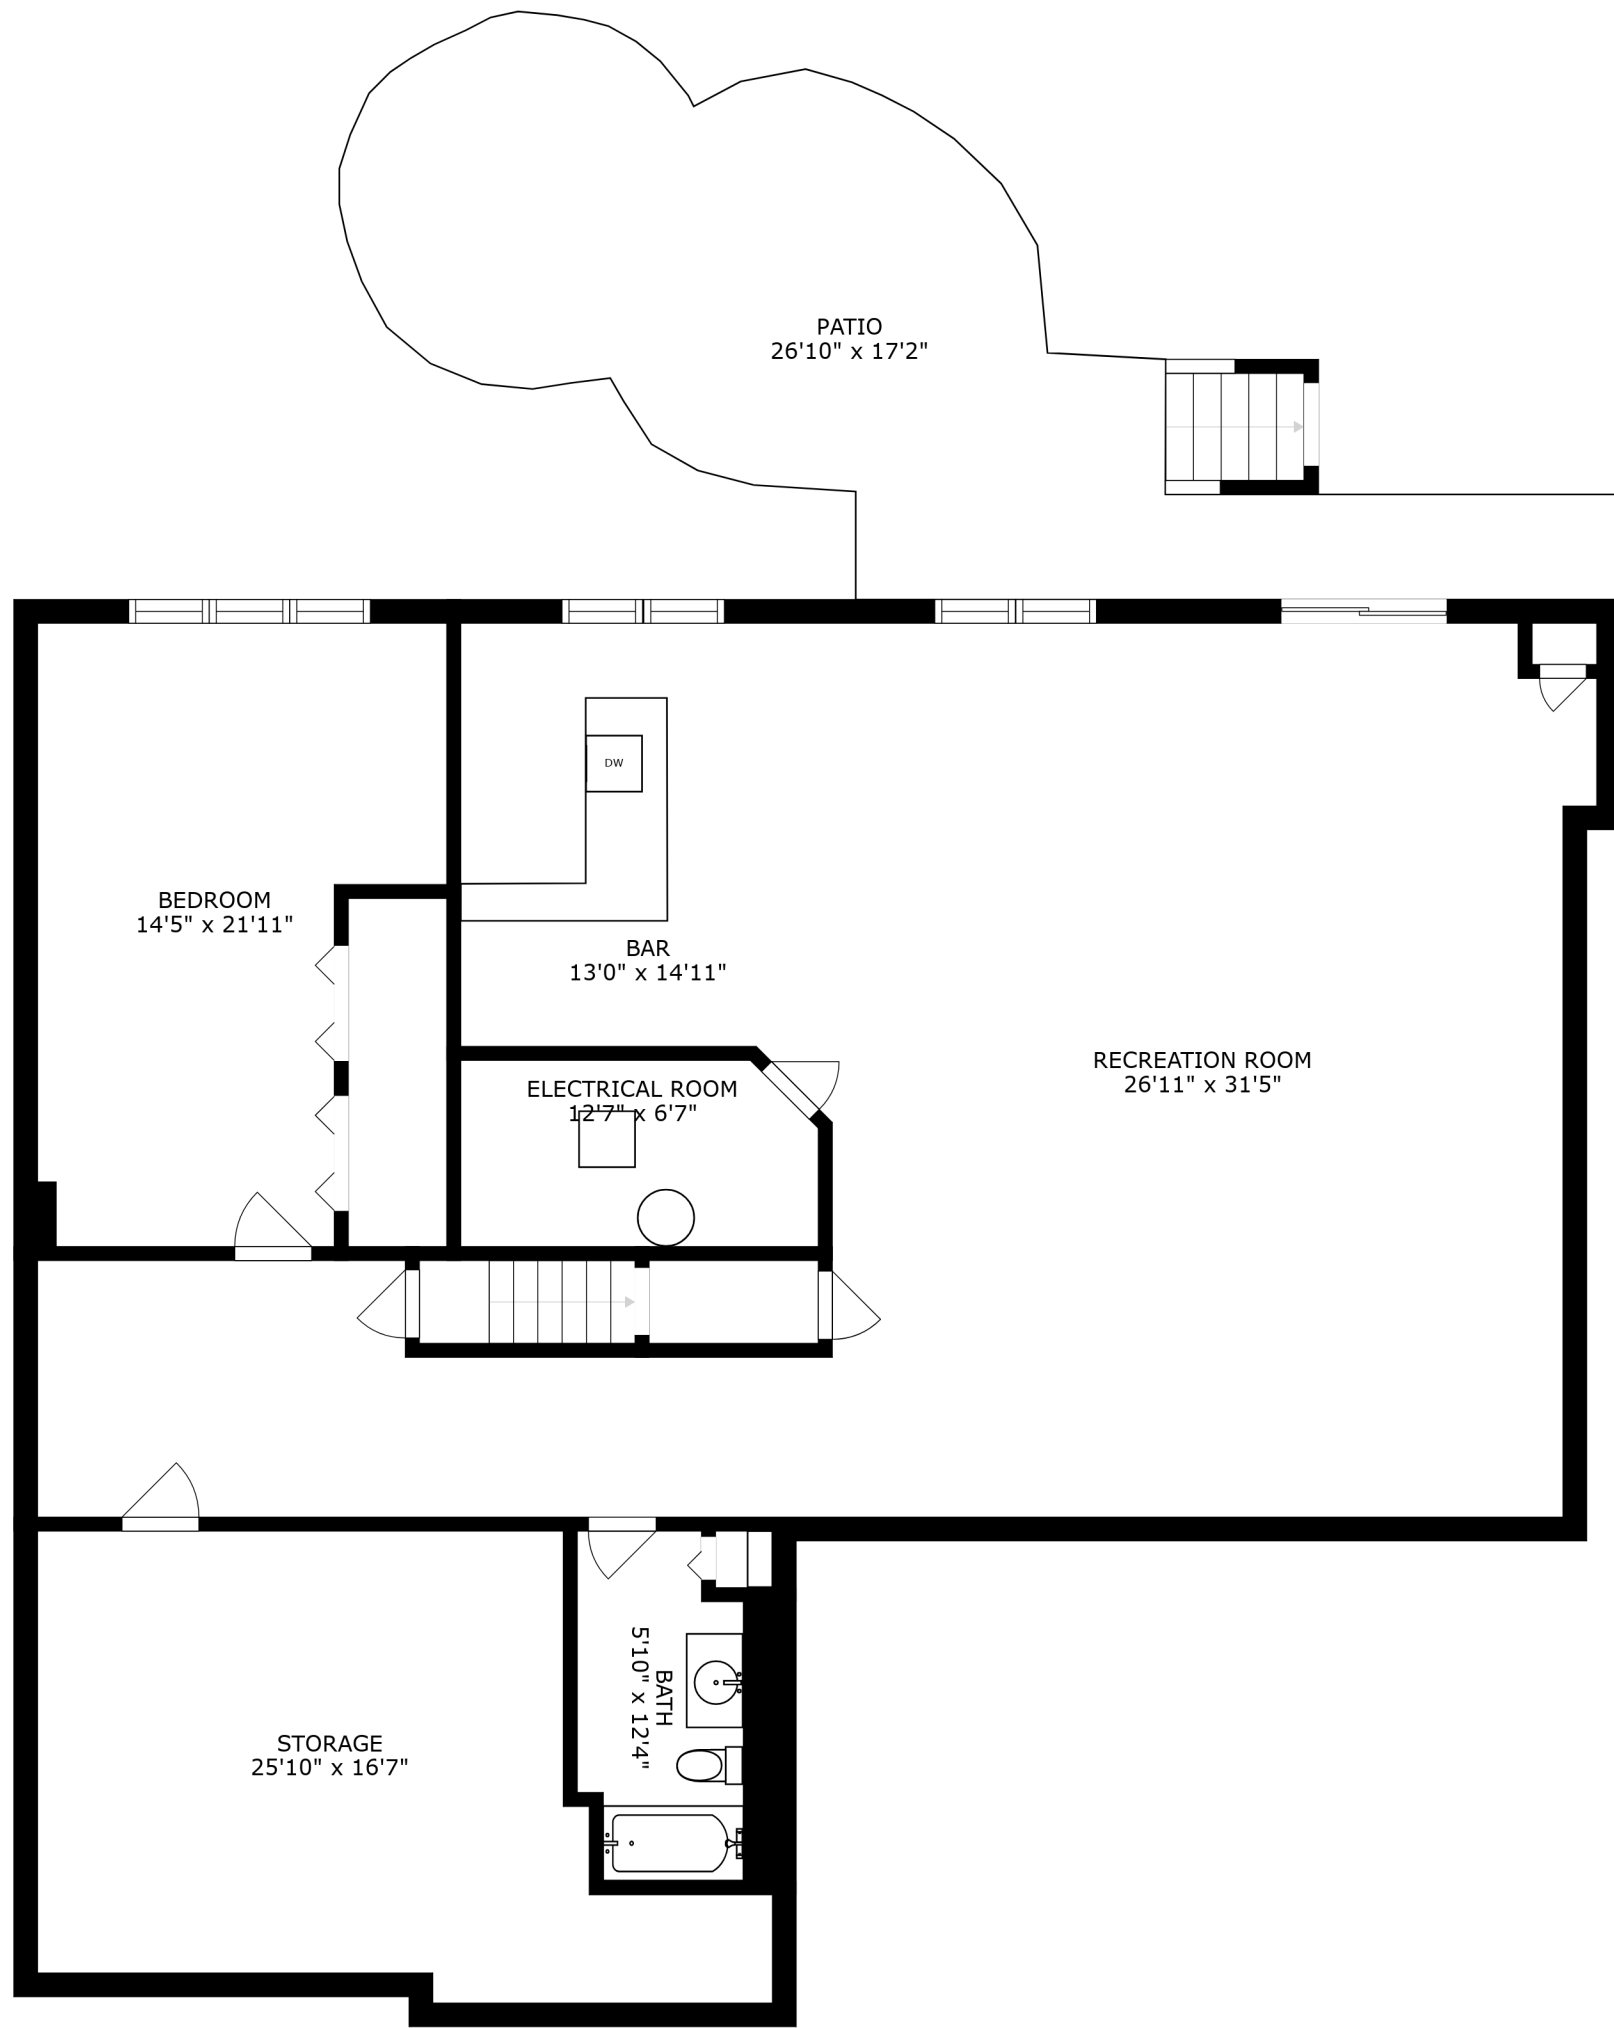 PATIO
26'10" x 17'2"
DW
BEDROOM
14'5" x 21'11"
BAR
13'0" x 14'11"
RECREATION ROOM
26'11" x 31'5"
ELECTRICAL ROOM
12'7" x 6'7"
BATH
5'10" x 12'4"
STORAGE
25'10" x 16'7"